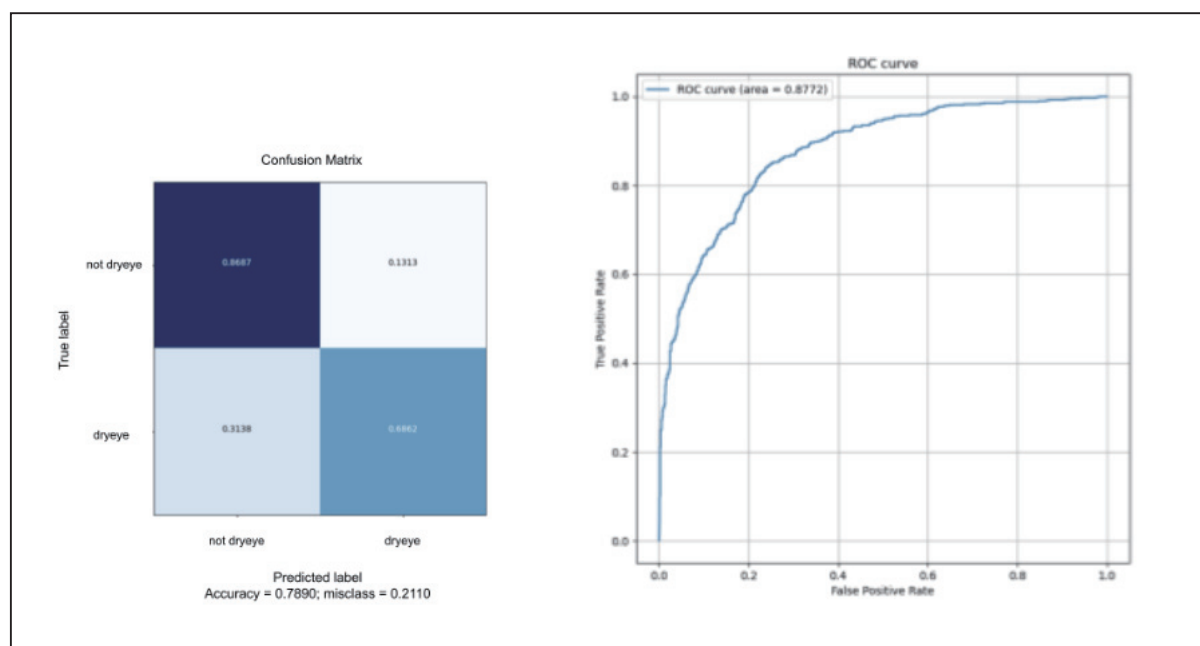 Confusion Matrix
True label
not dryeye
0.8687
0.1313
dryeye
0.3138
0.6862
not dryeye
dryeye
Predicted label
Accuracy = 0.7890; misclass = 0.2110
ROC curve
ROC curve (area = 0.8772)
True Positive Rate
1.0
0.8
0.6
0.4
0.2
0.0
0.0
0.2
0.4
0.6
0.8
1.0
False Positive Rate